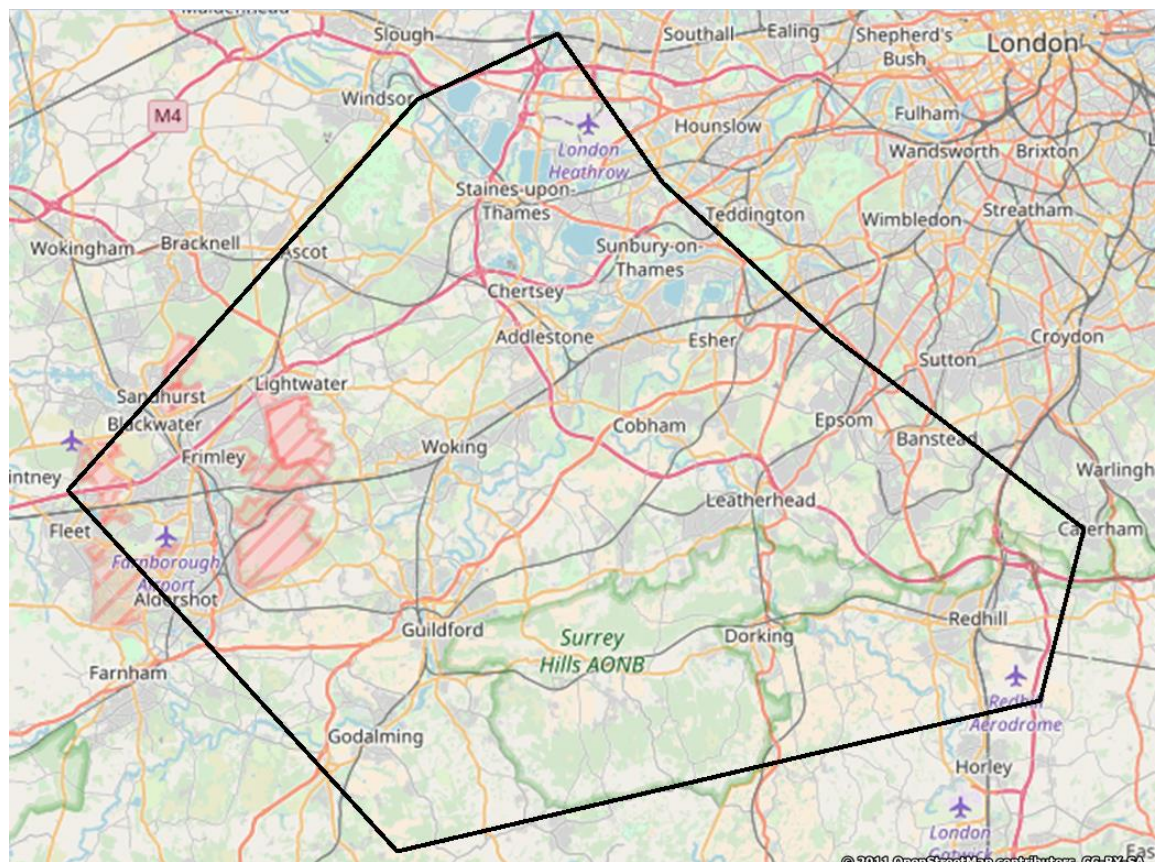 Slough
Southall
Ealing
Shepherd's
Bush
London
Windsor
M4
Fulham
Hounslow
London
Heathrow
Wandsworth
Brixton
Staines-upon-
Thames
Teddington
Wimbledon
Streatham
Wokingham
Bracknell
Ascot
Sunbury-on-
Thames
Chertsey
Addlestone
Esher
Croydon
Sutton
Lightwater
Sandhurst
Blackwater
Cobham
Epsom
Banstead
Woking
Frimley
Warlingh
intney
Leatherhead
Fleet
Caterham
Farnborough
Airport
Aldershot
Guildford
Surrey
Hills AONB
Dorking
Redhill
Farnham
Redhill
Aerodrome
Godalming
Horley
London
Gatwick
Eas